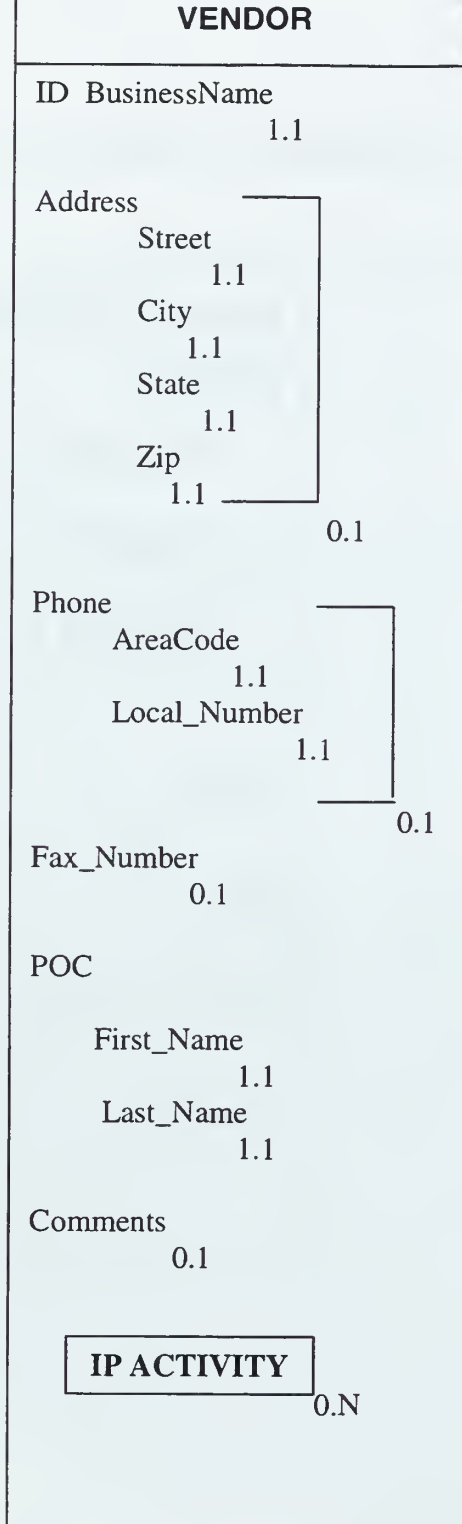 VENDOR
ID BusinessName
1.1
Address
Street
1.1
City
1.1
State
1.1
Zip
1.1
0.1
Phone
AreaCode
1.1
Local_Number
1.1
0.1
Fax_Number
0.1
POC
First_Name
1.1
Last_Name
1.1
Comments
0.1
IP ACTIVITY
0.N